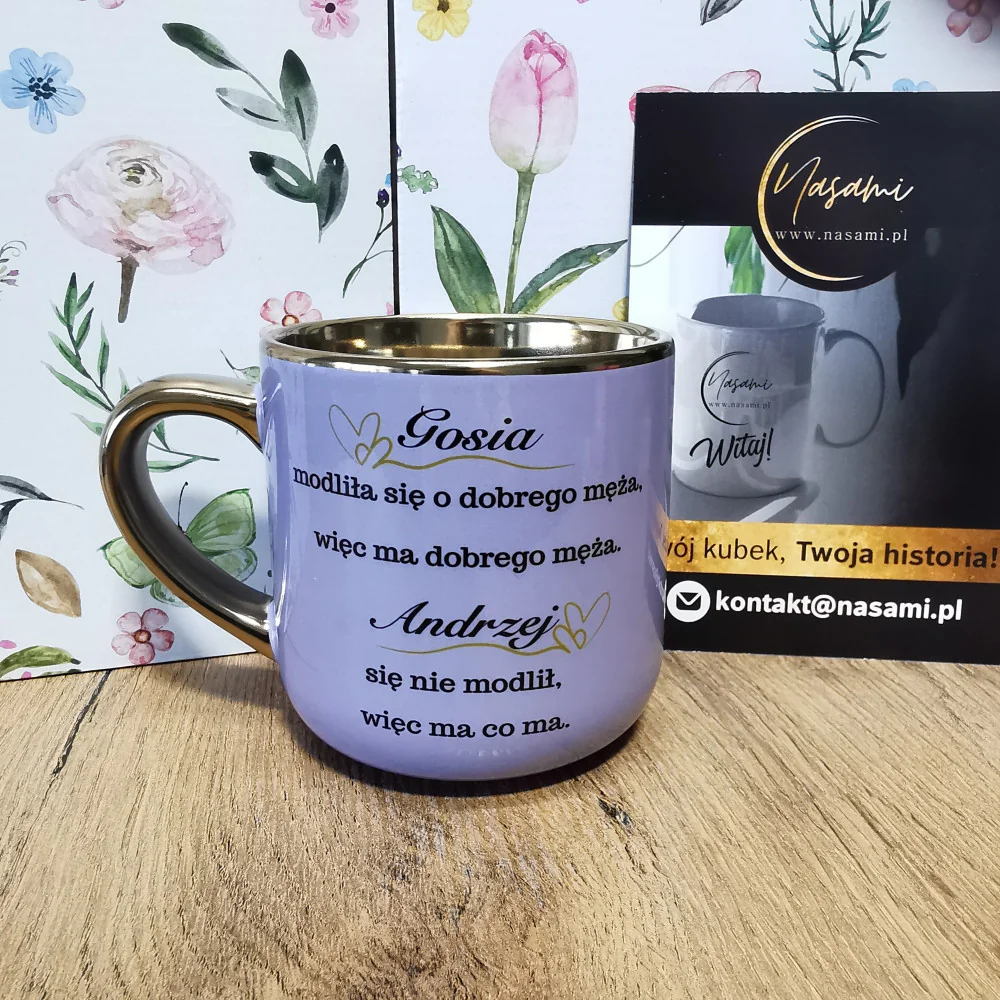 Gosia
modliła się o dobrego męża,
więc ma dobrego męża.
Andrzej
się nie modlił,
więc ma co ma.
Nasami
www.nasami.pl
Nasami
www.nasami.pl
Witaj!
kubek, Twoja historia!
kontakt@nasami.pl